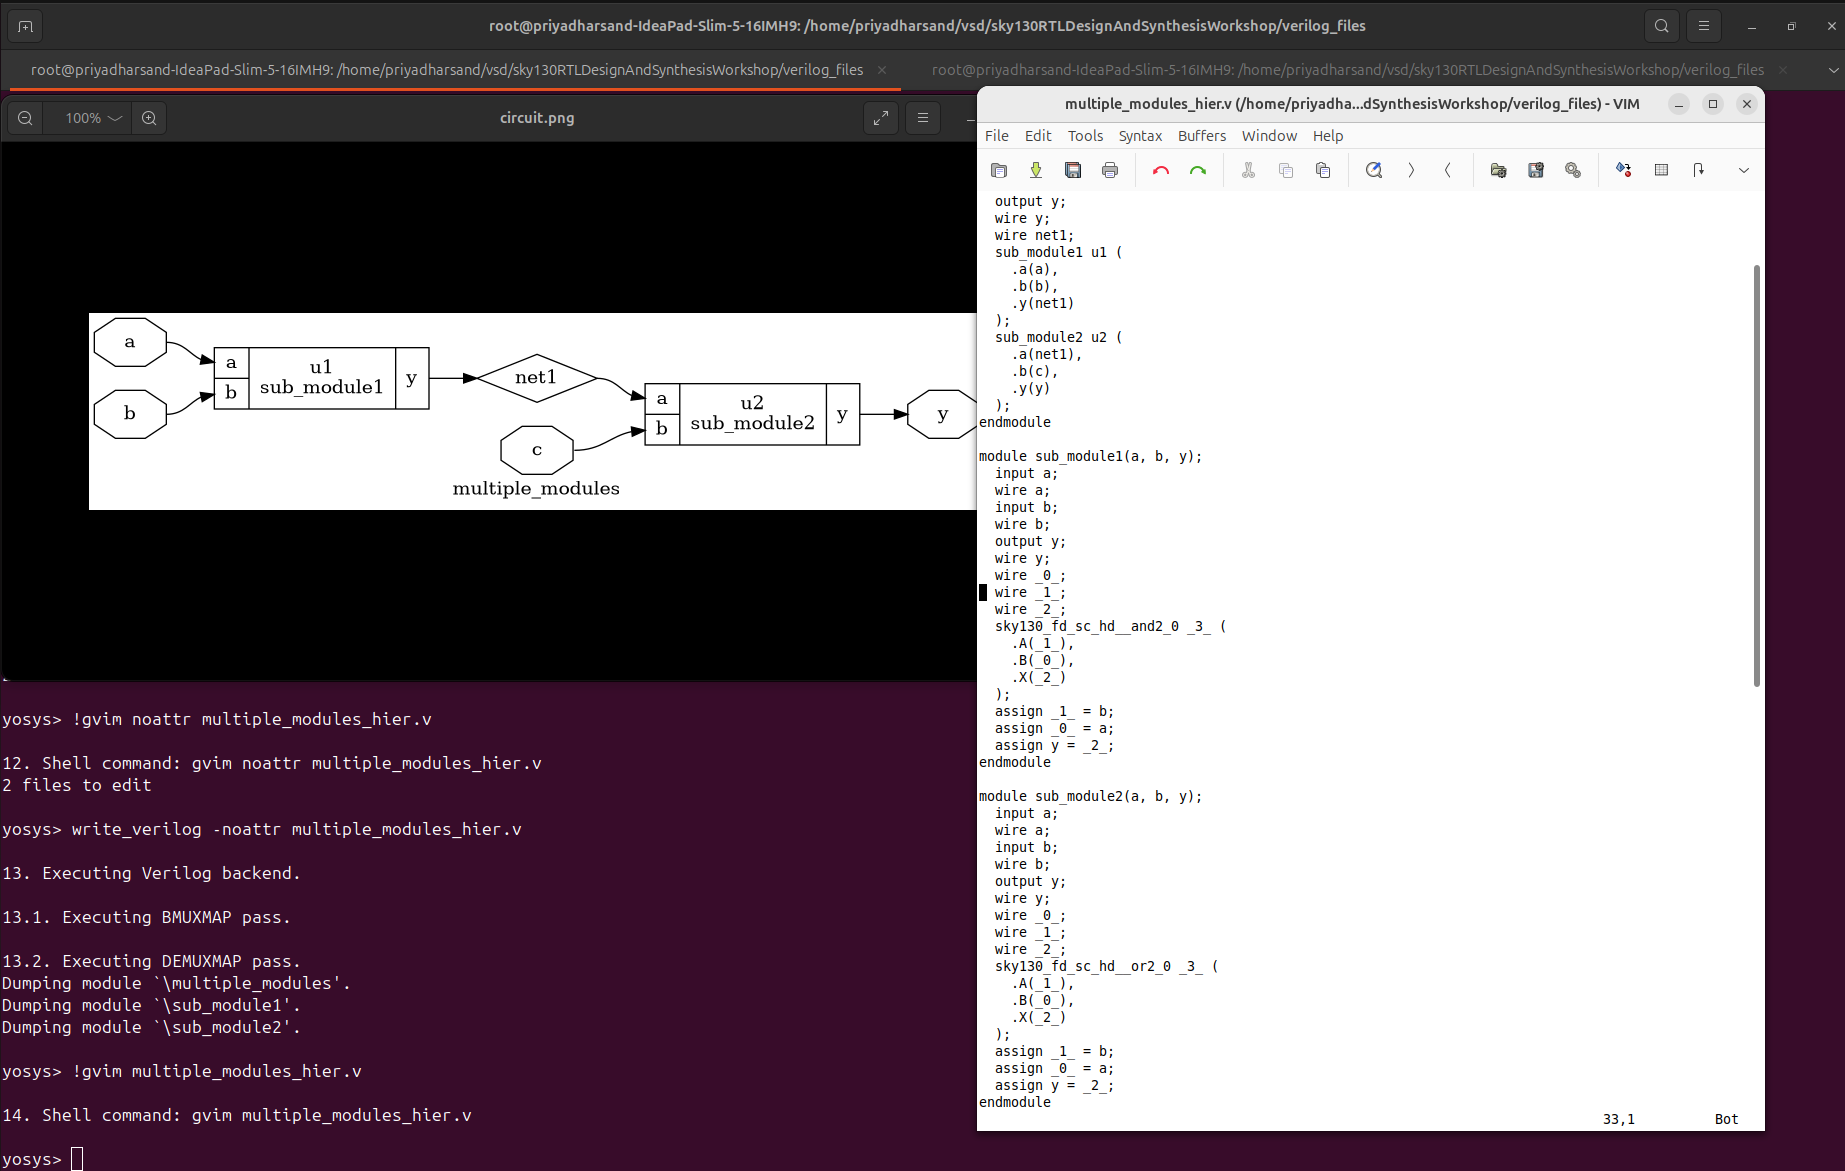 root@priyadharsand-IdeaPad-Slim-5-16IMH9: /home/priyadharsand/vsd/sky130RTLDesignAndSynthesisWorkshop/verilog_files
root@priyadharsand-IdeaPad-Slim-5-16IMH9: /home/priyadharsand/vsd/sky130RTLDesignAndSynthesisWorkshop/verilog_files
root@priyadharsand-IdeaPad-Slim-5-16IMH9: /home/priyadharsand/vsd/sky130RTLDesignAndSynthesisWorkshop/verilog_files
100%
circuit.png
a
b
a
b
u1
sub_module1
y
net1
c
a
b
u2
sub_module2
y
y
multiple_modules
yosys> !gvim noattr multiple_modules_hier.v
12. Shell command: gvim noattr multiple_modules_hier.v
2 files to edit
yosys> write_verilog -noattr multiple_modules_hier.v
13. Executing Verilog backend.
13.1. Executing BMUXMAP pass.
13.2. Executing DEMUXMAP pass.
Dumping module `\multiple_modules'.
Dumping module `\sub_module1'.
Dumping module `\sub_module2'.
yosys> !gvim multiple_modules_hier.v
14. Shell command: gvim multiple_modules_hier.v
yosys>
multiple_modules_hier.v (/home/priyadha...dSynthesisWorkshop/verilog_files) - VIM
File Edit Tools Syntax Buffers Window Help
output y;
wire y;
wire net1;
sub_module1 u1 (
.a(a),
.b(b),
.y(net1)
);
sub_module2 u2 (
.a(net1),
.b(c),
.y(y)
);
endmodule
module sub_module1(a, b, y);
input a;
wire a;
input b;
wire b;
output y;
wire y;
wire _0_;
wire _1_;
wire _2_;
sky130_fd_sc_hd__and2_0 _3_ (
.A(_1_),
.B(_0_),
.X(_2_)
);
assign _1_ = b;
assign _0_ = a;
assign y = _2_;
endmodule
module sub_module2(a, b, y);
input a;
wire a;
input b;
wire b;
output y;
wire y;
wire _0_;
wire _1_;
wire _2_;
sky130_fd_sc_hd__or2_0 _3_ (
.A(_1_),
.B(_0_),
.X(_2_)
);
assign _1_ = b;
assign _0_ = a;
assign y = _2_;
endmodule
33,1 Bot